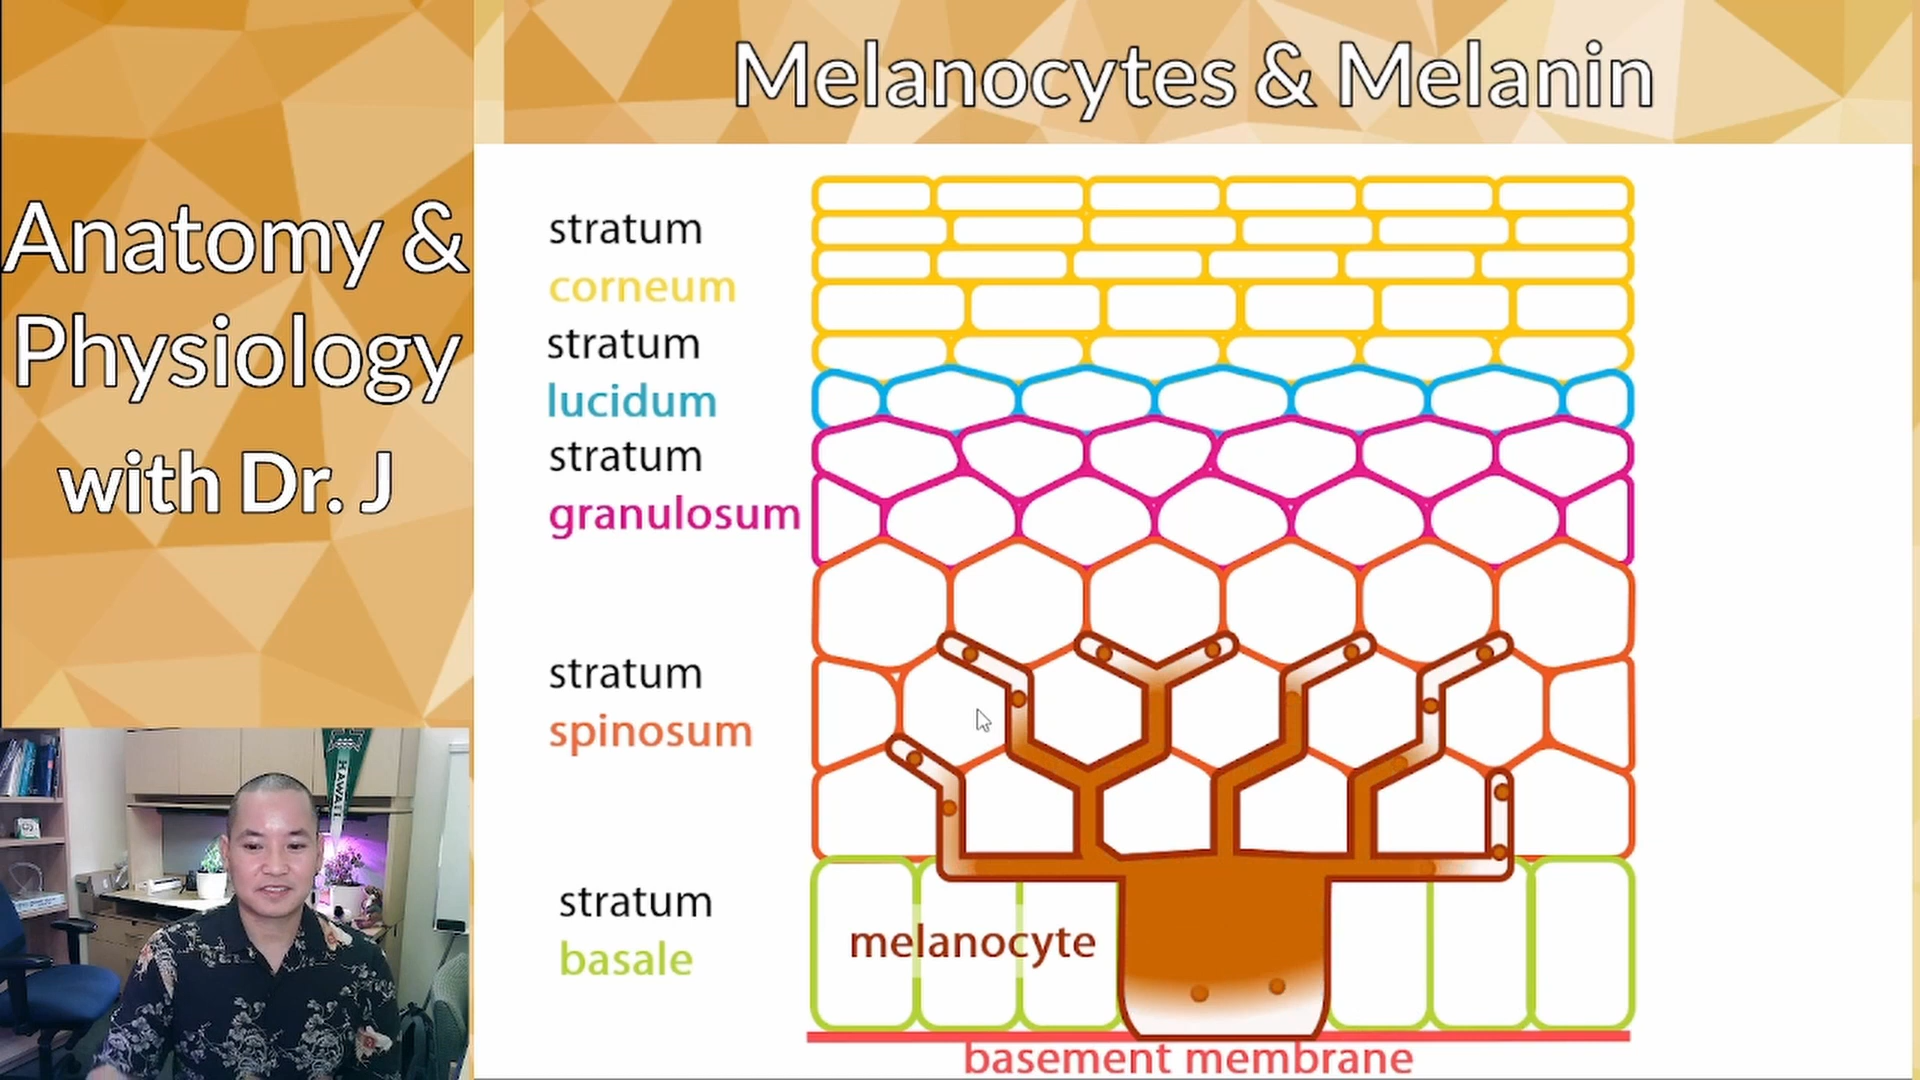 Melanocytes & Melanin
Anatomy &
Physiology
with Dr. J
stratum
corneum
stratum
lucidum
stratum
granulosum
stratum
spinosum
stratum
basale
melanocyte
basement membrane
HAWAI'I